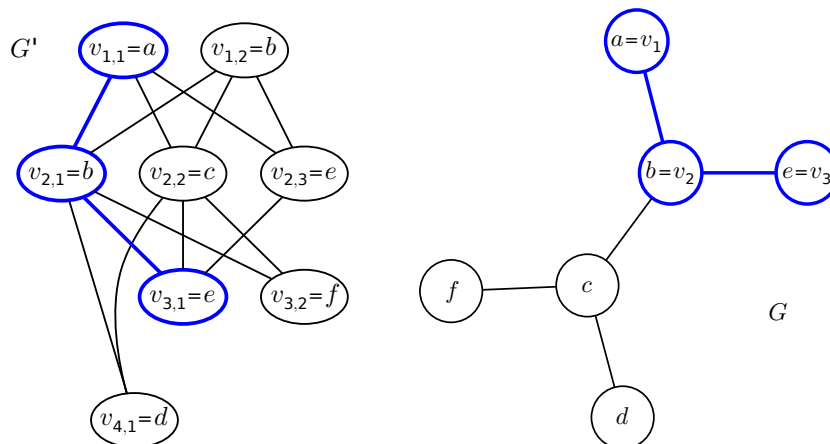 G'
v1,1=a
v1,2=b
v2,1=b
v2,2=c
v2,3=e
v3,1=e
v3,2=f
v4,1=d
a=v1
b=v2
e=v3
f
c
G
d